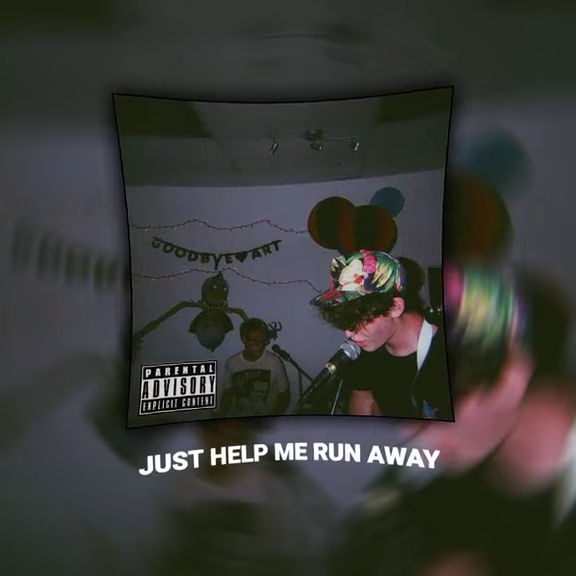 GOODBYE♥ART
PARENTAL
ADVISORY
EXPLICIT CONTENT
JUST HELP ME RUN AWAY